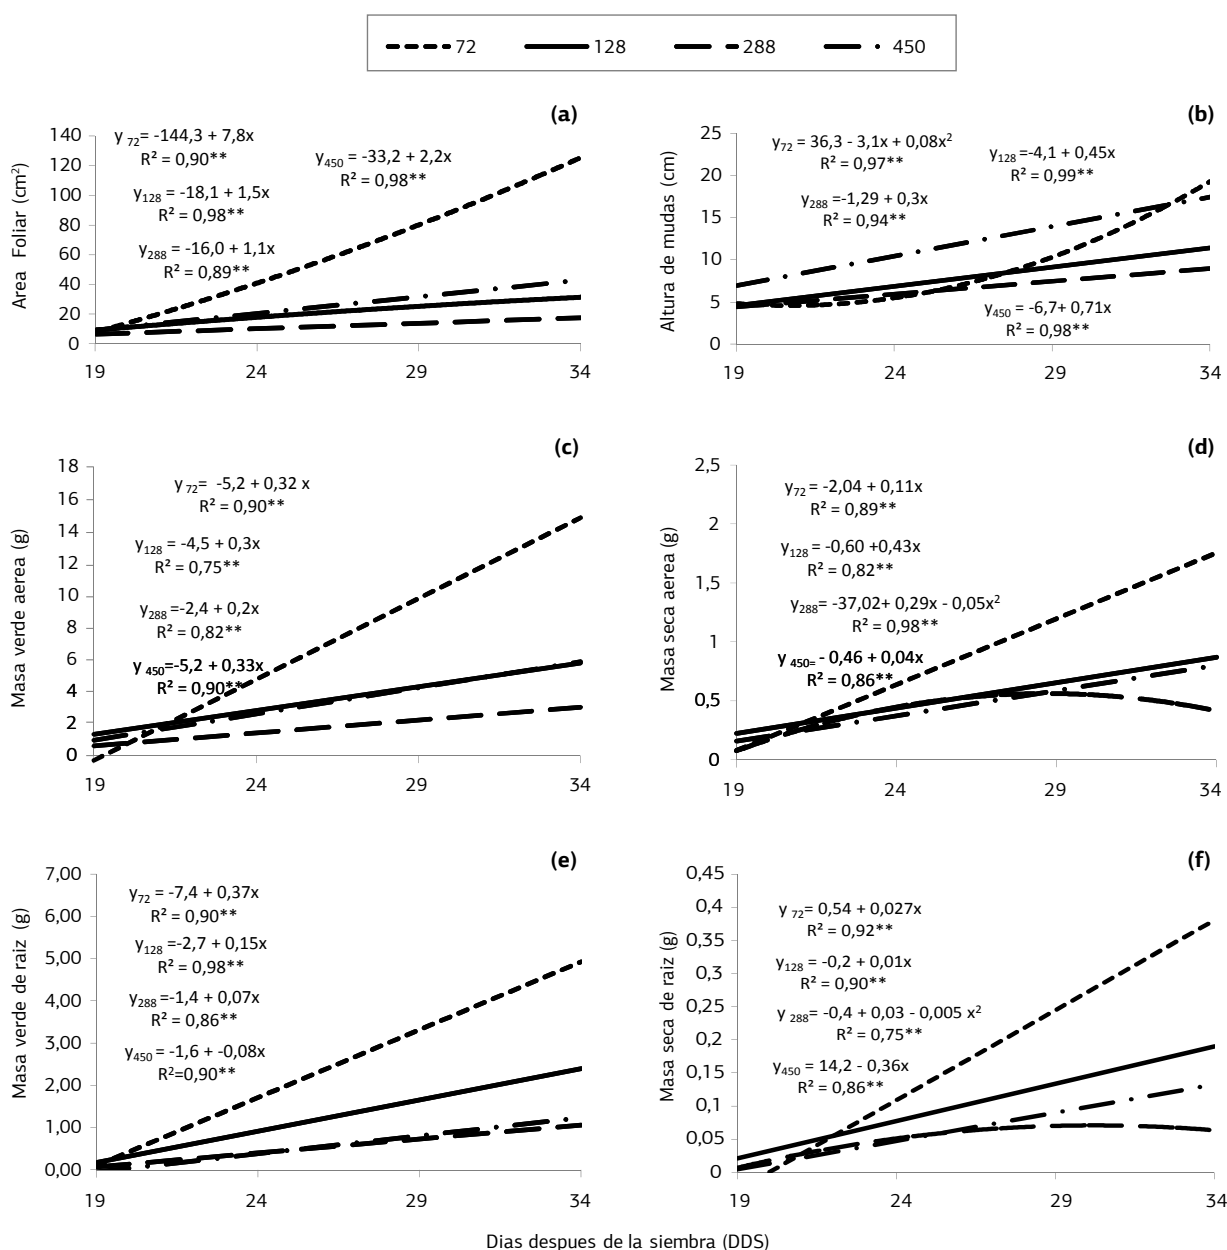 72 128 288 450
(a)
Area Foliar (cm²)
140
120
100
80
60
40
20
0
19 24 29 34
y 72= -144,3 + 7,8x
R² = 0,90**
y450 = -33,2 + 2,2x
R² = 0,98**
y128 = -18,1 + 1,5x
R² = 0,98**
y288 = -16,0 + 1,1x
R² = 0,89**
(b)
Altura de mudas (cm)
25
20
15
10
5
0
19 24 29 34
y72 = 36,3 - 3,1x + 0,08x²
R² = 0,97**
y128= -4,1 + 0,45x
R² = 0,99**
y288= -1,29 + 0,3x
R² = 0,94**
y450 = -6,7+ 0,71x
R² = 0,98**
(c)
Masa verde aerea (g)
18
16
14
12
10
8
6
4
2
0
19 24 29 34
y 72= -5,2 + 0,32 x
R² = 0,90**
y128 = -4,5 + 0,3x
R² = 0,75**
y288 = -2,4 + 0,2x
R² = 0,82**
y 450=-5,2 + 0,33x
R² = 0,90**
(d)
Masa seca aerea (g)
2,5
2
1,5
1
0,5
0
19 24 29 34
y72= -2,04 + 0,11x
R² = 0,89**
y128= -0,60 +0,43x
R² = 0,82**
y288= -37,02+ 0,29x - 0,05x²
R² = 0,98**
y 450= - 0,46 + 0,04x
R² = 0,86**
(e)
Masa verde de raiz (g)
7,00
6,00
5,00
4,00
3,00
2,00
1,00
0,00
19 24 29 34
y72 = -7,4 + 0,37x
R² = 0,90**
y128 = -2,7 + 0,15x
R² = 0,98**
y288 = -1,4 + 0,07x
R² = 0,86**
y450 = -1,6 + -0,08x
R²=0,90**
(f)
Masa seca de raiz (g)
0,45
0,4
0,35
0,3
0,25
0,2
0,15
0,1
0,05
0
19 24 29 34
y 72= 0,54 + 0,027x
R² = 0,92**
y128 = -0,2 + 0,01x
R² = 0,90**
y 288= -0,4 + 0,03 - 0,005 x²
R² = 0,75**
y450 = 14,2 - 0,36x
R² = 0,86**
Dias despues de la siembra (DDS)